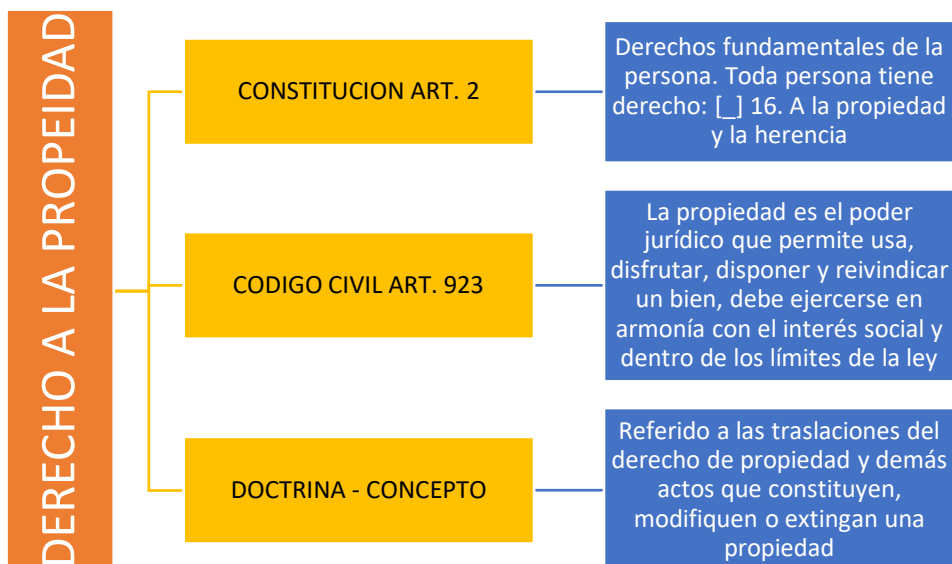 DERECHO A LA PROPEIDAD
CONSTITUCION ART. 2
Derechos fundamentales de la
persona. Toda persona tiene
derecho: [_] 16. A la propiedad
y la herencia
CODIGO CIVIL ART. 923
La propiedad es el poder
jurídico que permite usa,
disfrutar, disponer y reivindicar
un bien, debe ejercerse en
armonía con el interés social y
dentro de los límites de la ley
DOCTRINA - CONCEPTO
Referido a las traslaciones del
derecho de propiedad y demás
actos que constituyen,
modifiquen o extingan una
propiedad